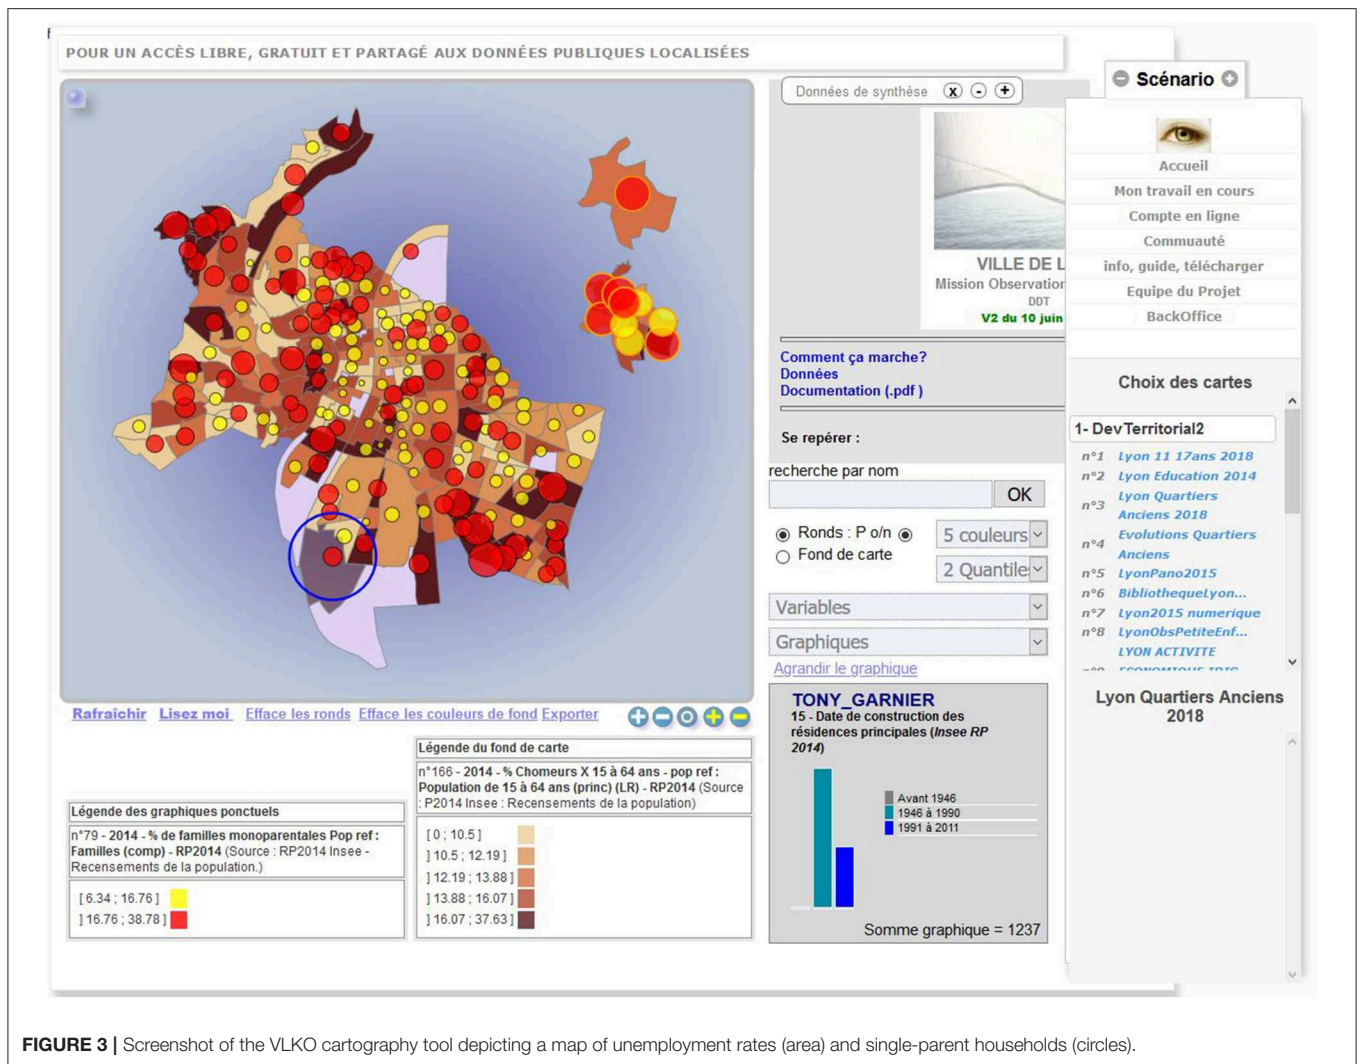 POUR UN ACCÈS LIBRE, GRATUIT ET PARTAGÉ AUX DONNÉES PUBLIQUES LOCALISÉES
Données de synthèse x - +
VILLE DE L
Mission Observation
DDT
V2 du 10 juin
Comment ça marche?
Données
Documentation (.pdf )
Se repérer :
recherche par nom
OK
Ronds : P o/n
Fond de carte
5 couleurs
2 Quantile
Variables
Graphiques
Agrandir le graphique
TONY_GARNIER
15 - Date de construction des
résidences principales (Insee RP
2014)
Avant 1946
1946 à 1990
1991 à 2011
Somme graphique = 1237
Scénario
Accueil
Mon travail en cours
Compte en ligne
Commuauté
info, guide, télécharger
Equipe du Projet
BackOffice
Choix des cartes
1- DevTerritorial2
n°1 Lyon 11 17ans 2018
n°2 Lyon Education 2014
n°3 Lyon Quartiers
Anciens 2018
n°4 Evolutions Quartiers
Anciens
n°5 LyonPano2015
n°6 BibliothequeLyon...
n°7 Lyon2015 numerique
n°8 LyonObsPetiteEnf...
LYON ACTIVITE
Lyon Quartiers Anciens
2018
Rafraîchir Lisez moi Efface les ronds Efface les couleurs de fond Exporter
Légende des graphiques ponctuels
n°79 - 2014 - % de familles monoparentales Pop ref :
Familles (comp) - RP2014 (Source : RP2014 Insee -
Recensements de la population.)
[ 6.34 ; 16.76 ]
] 16.76 ; 38.78 ]
Légende du fond de carte
n°166 - 2014 - % Chomeurs X 15 à 64 ans - pop ref :
Population de 15 à 64 ans (princ) (LR) - RP2014 (Source
: P2014 Insee : Recensements de la population)
[ 0 ; 10.5 ]
] 10.5 ; 12.19 ]
] 12.19 ; 13.88 ]
] 13.88 ; 16.07 ]
] 16.07 ; 37.63 ]
FIGURE 3 | Screenshot of the VLKO cartography tool depicting a map of unemployment rates (area) and single-parent households (circles).